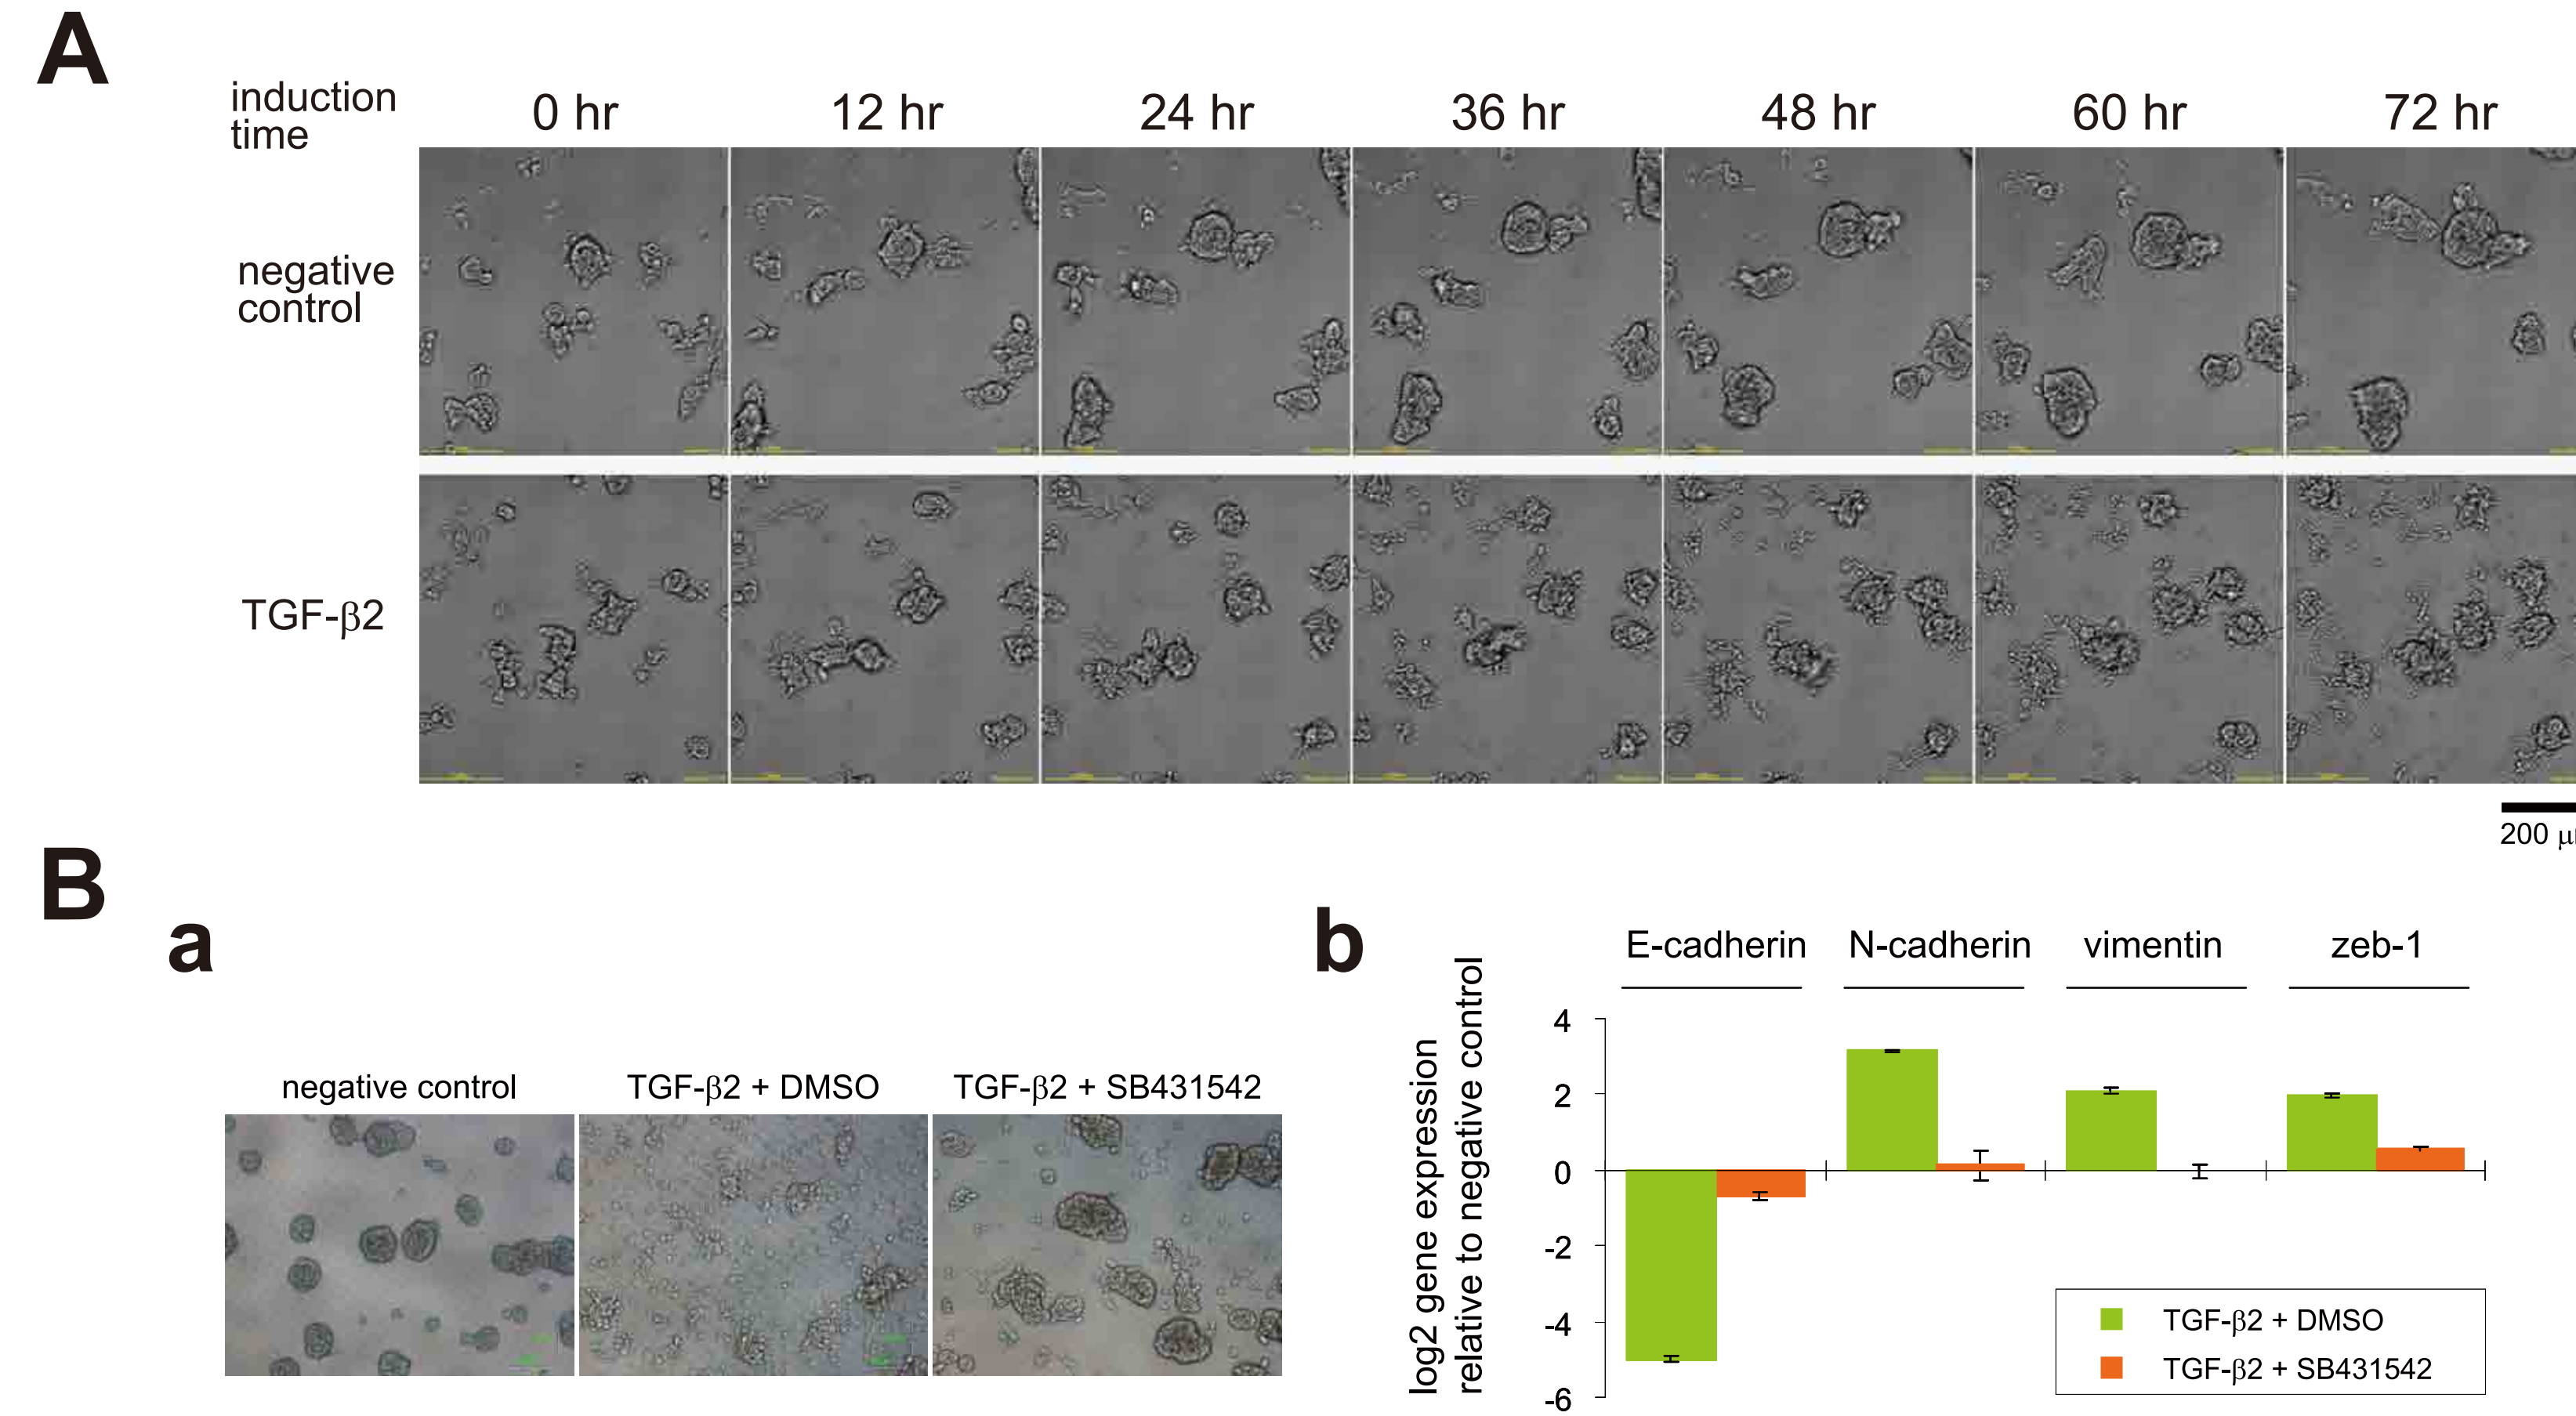 A
induction
time
0 hr
12 hr
24 hr
36 hr
48 hr
60 hr
72 hr
negative
control
TGF-β2
200 μ
B
a
negative control
TGF-β2 + DMSO
TGF-β2 + SB431542
b
E-cadherin
N-cadherin
vimentin
zeb-1
log2 gene expression
relative to negative control
4
2
0
-2
-4
-6
TGF-β2 + DMSO
TGF-β2 + SB431542